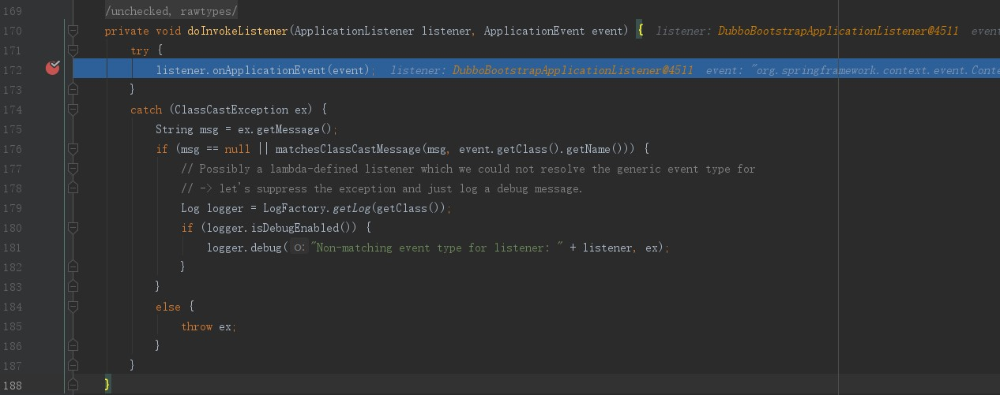 169 /unchecked, rawtypes/
170 private void doInvokeListener(ApplicationListener listener, ApplicationEvent event) { listener: DubboBootstrapApplicationListener@4511 event
171 try {
172 listener.onApplicationEvent(event); listener: DubboBootstrapApplicationListener@4511 event: "org.springframework.context.event.Conte
173 }
174 catch (ClassCastException ex) {
175 String msg = ex.getMessage();
176 if (msg == null || matchesClassCastMessage(msg, event.getClass().getName())) {
177 // Possibly a lambda-defined listener which we could not resolve the generic event type for
178 // -> let's suppress the exception and just log a debug message.
179 Log logger = LogFactory.getLog(getClass());
180 if (logger.isDebugEnabled()) {
181 logger.debug( o: "Non-matching event type for listener: " + listener, ex);
182 }
183 }
184 else {
185 throw ex;
186 }
187 }
188 }